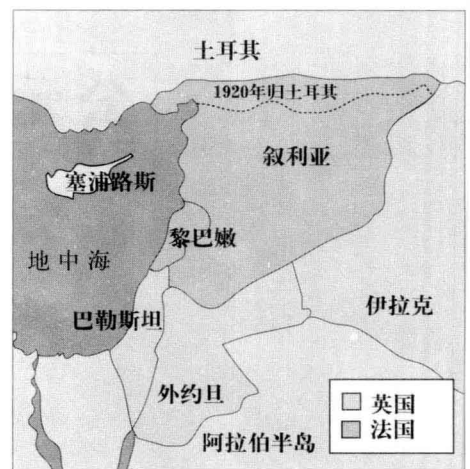 土耳其
1920年归土耳其
叙利亚
塞浦路斯
黎巴嫩
地中海
伊拉克
巴勒斯坦
外约旦
英国
法国
阿拉伯半岛